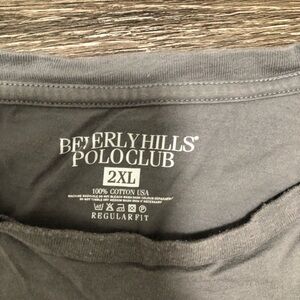 BEVERLY HILLS®
POLO CLUB
2XL
100% COTTON USA
REGULAR FIT